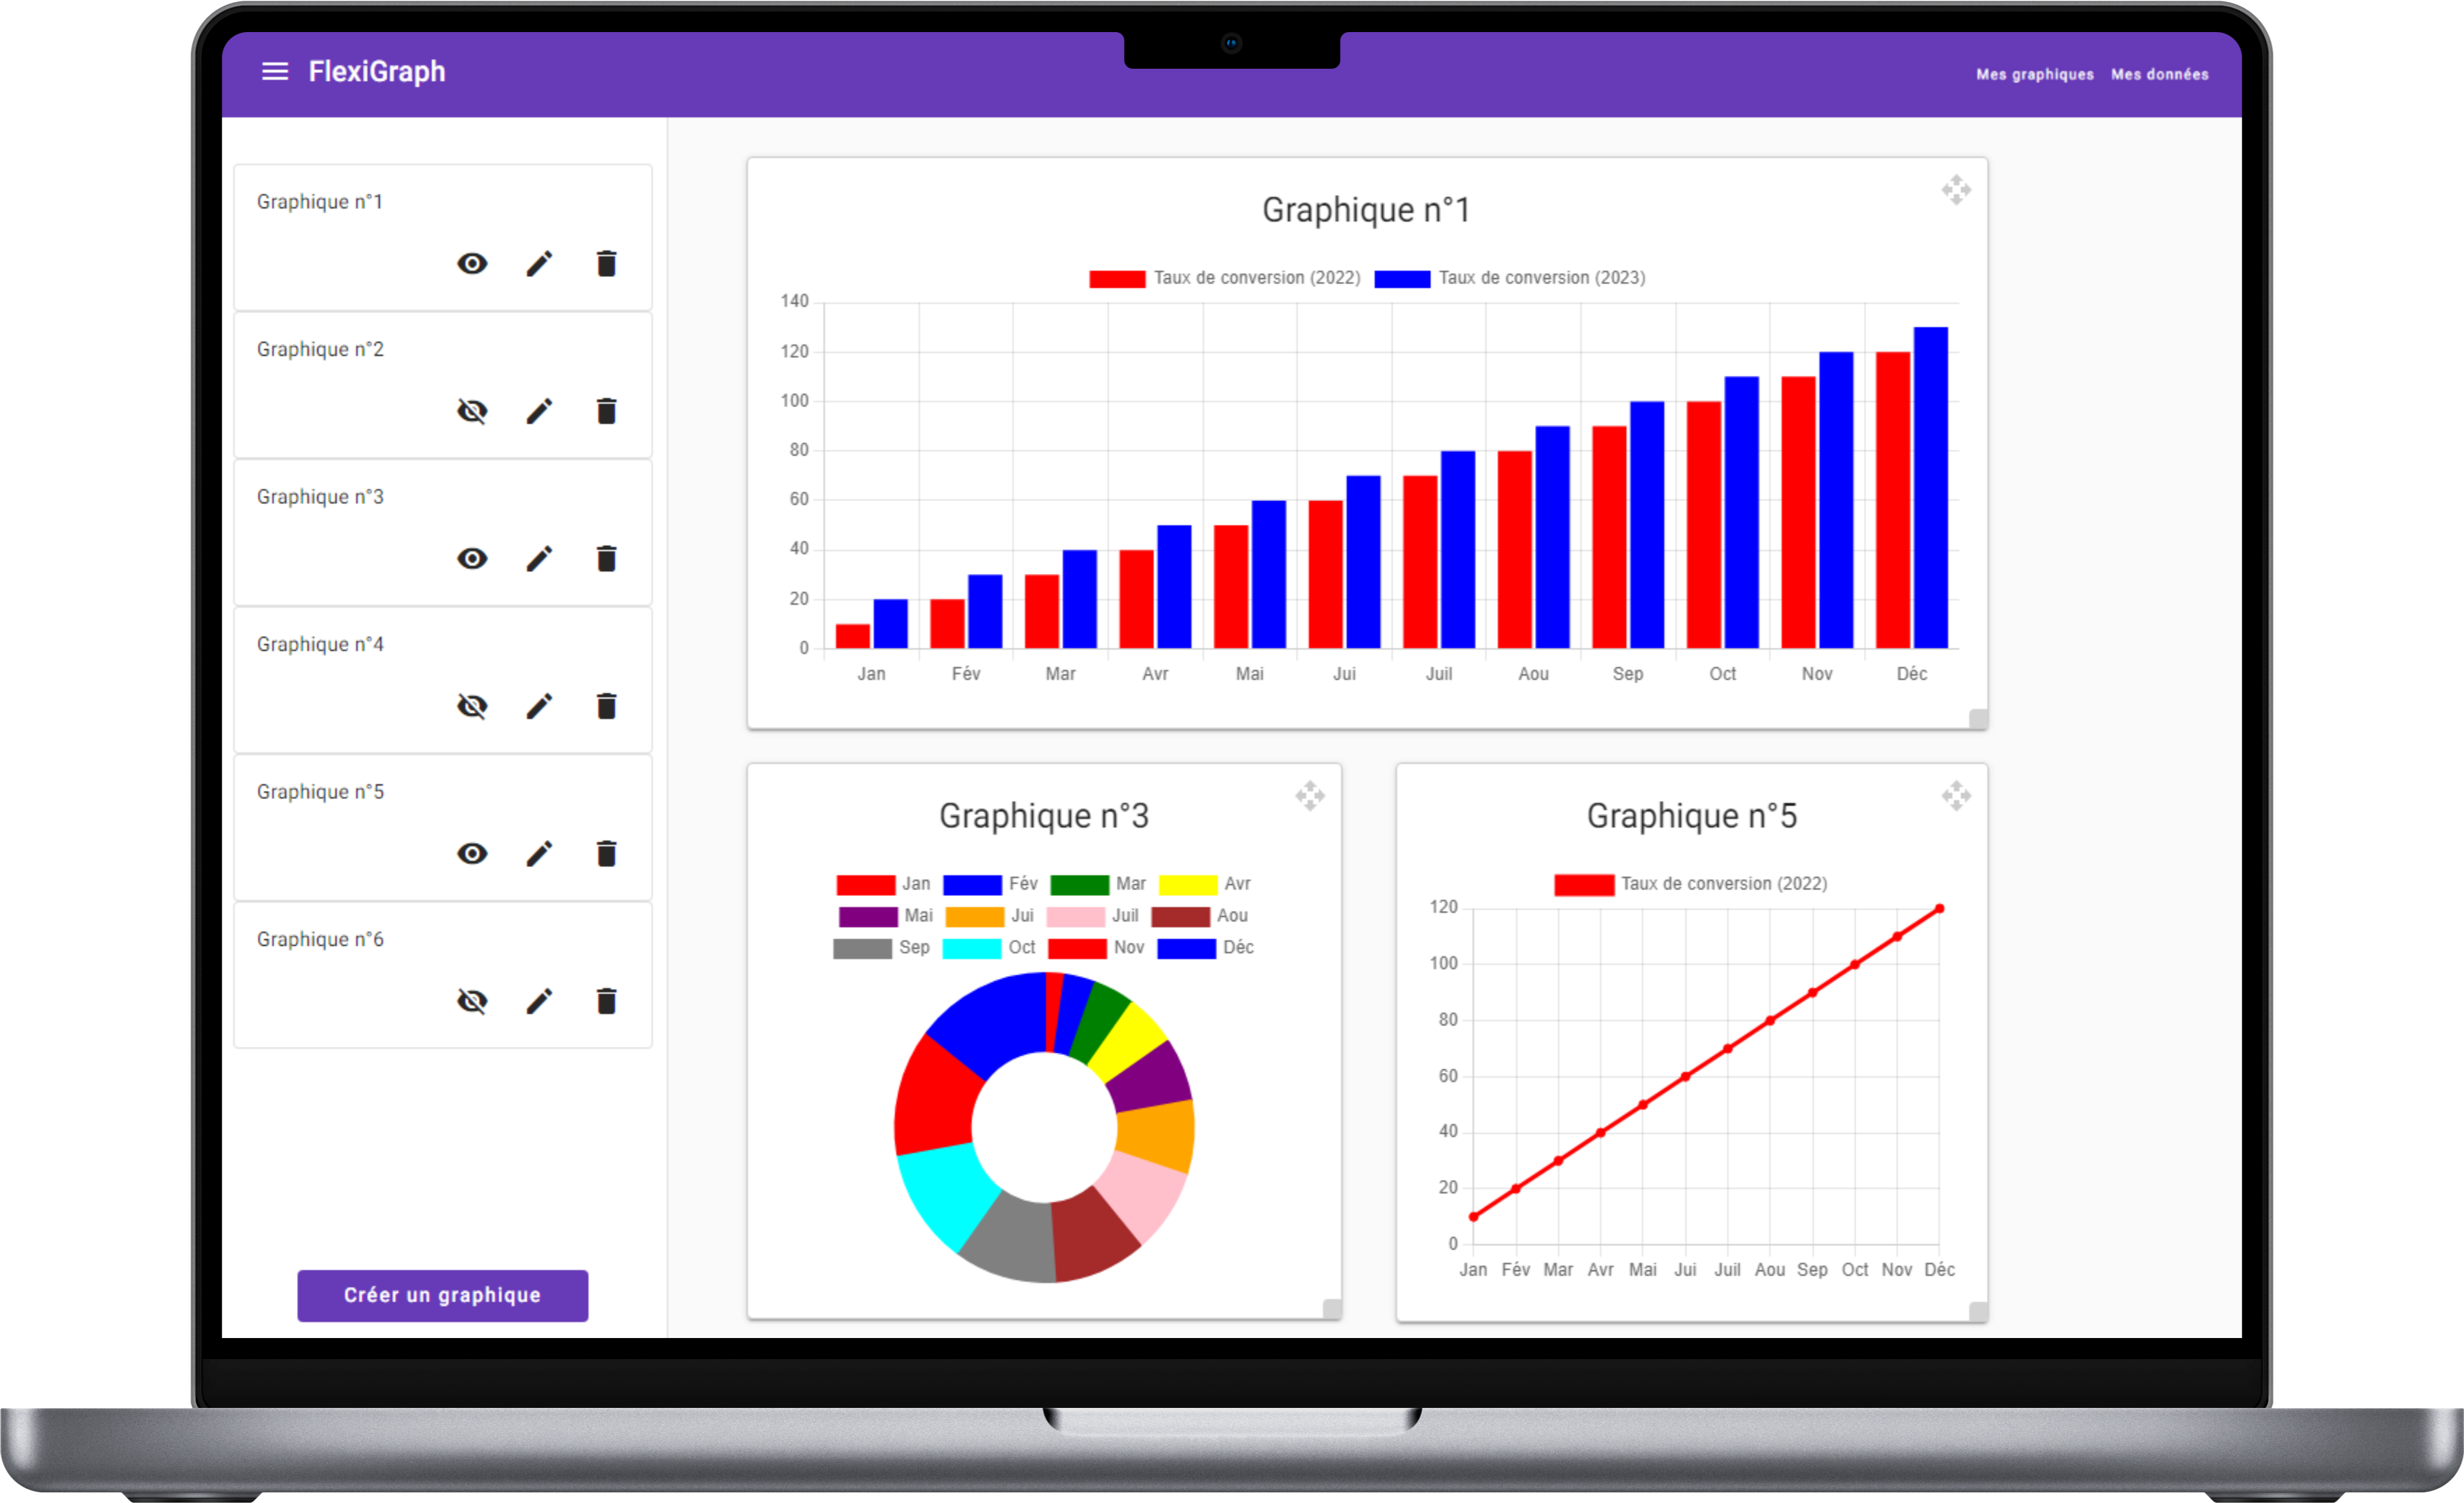 FlexiGraph
Mes graphiques Mes données
Graphique n°1
Graphique n°2
Graphique n°3
Graphique n°4
Graphique n°5
Graphique n°6
Créer un graphique
Graphique n°1
Taux de conversion (2022) Taux de conversion (2023)
140
120
100
80
60
40
20
0
Jan Fév Mar Avr Mai Jui Juil Aou Sep Oct Nov Déc
Graphique n°3
Jan Fév Mar Avr
Mai Jui Juil Aou
Sep Oct Nov Déc
Graphique n°5
Taux de conversion (2022)
120
100
80
60
40
20
0
Jan Fév Mar Avr Mai Jui Juil Aou Sep Oct Nov Déc